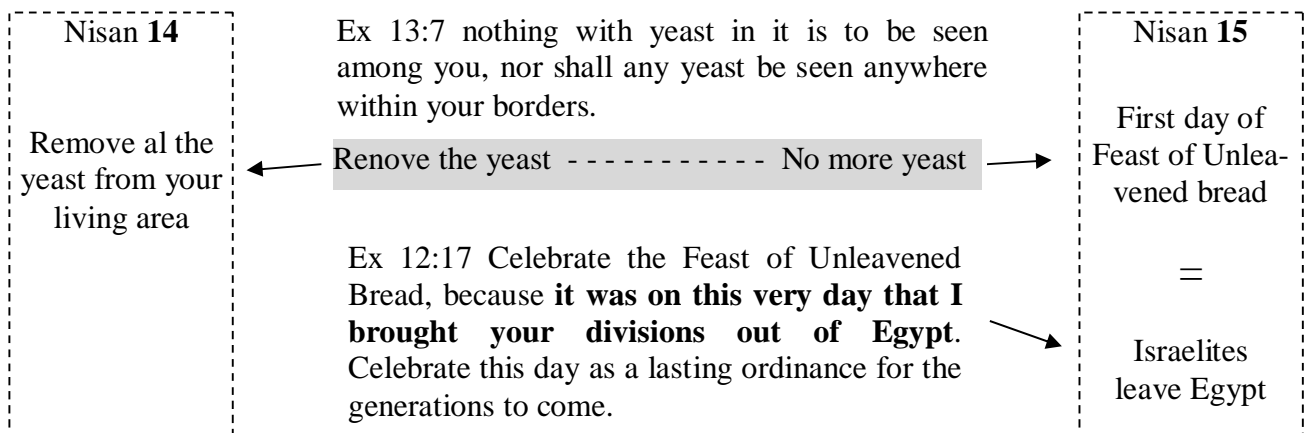 Nisan 14
Remove al the
yeast from your
living area
Ex 13:7 nothing with yeast in it is to be seen
among you, nor shall any yeast be seen anywhere
within your borders.
Renove the yeast - - - - - - - - - - - No more yeast
Ex 12:17 Celebrate the Feast of Unleavened
Bread, because it was on this very day that I
brought your divisions out of Egypt.
Celebrate this day as a lasting ordinance for the
generations to come.
Nisan 15
First day of
Feast of Unlea-
vened bread
=
Israelites
leave Egypt